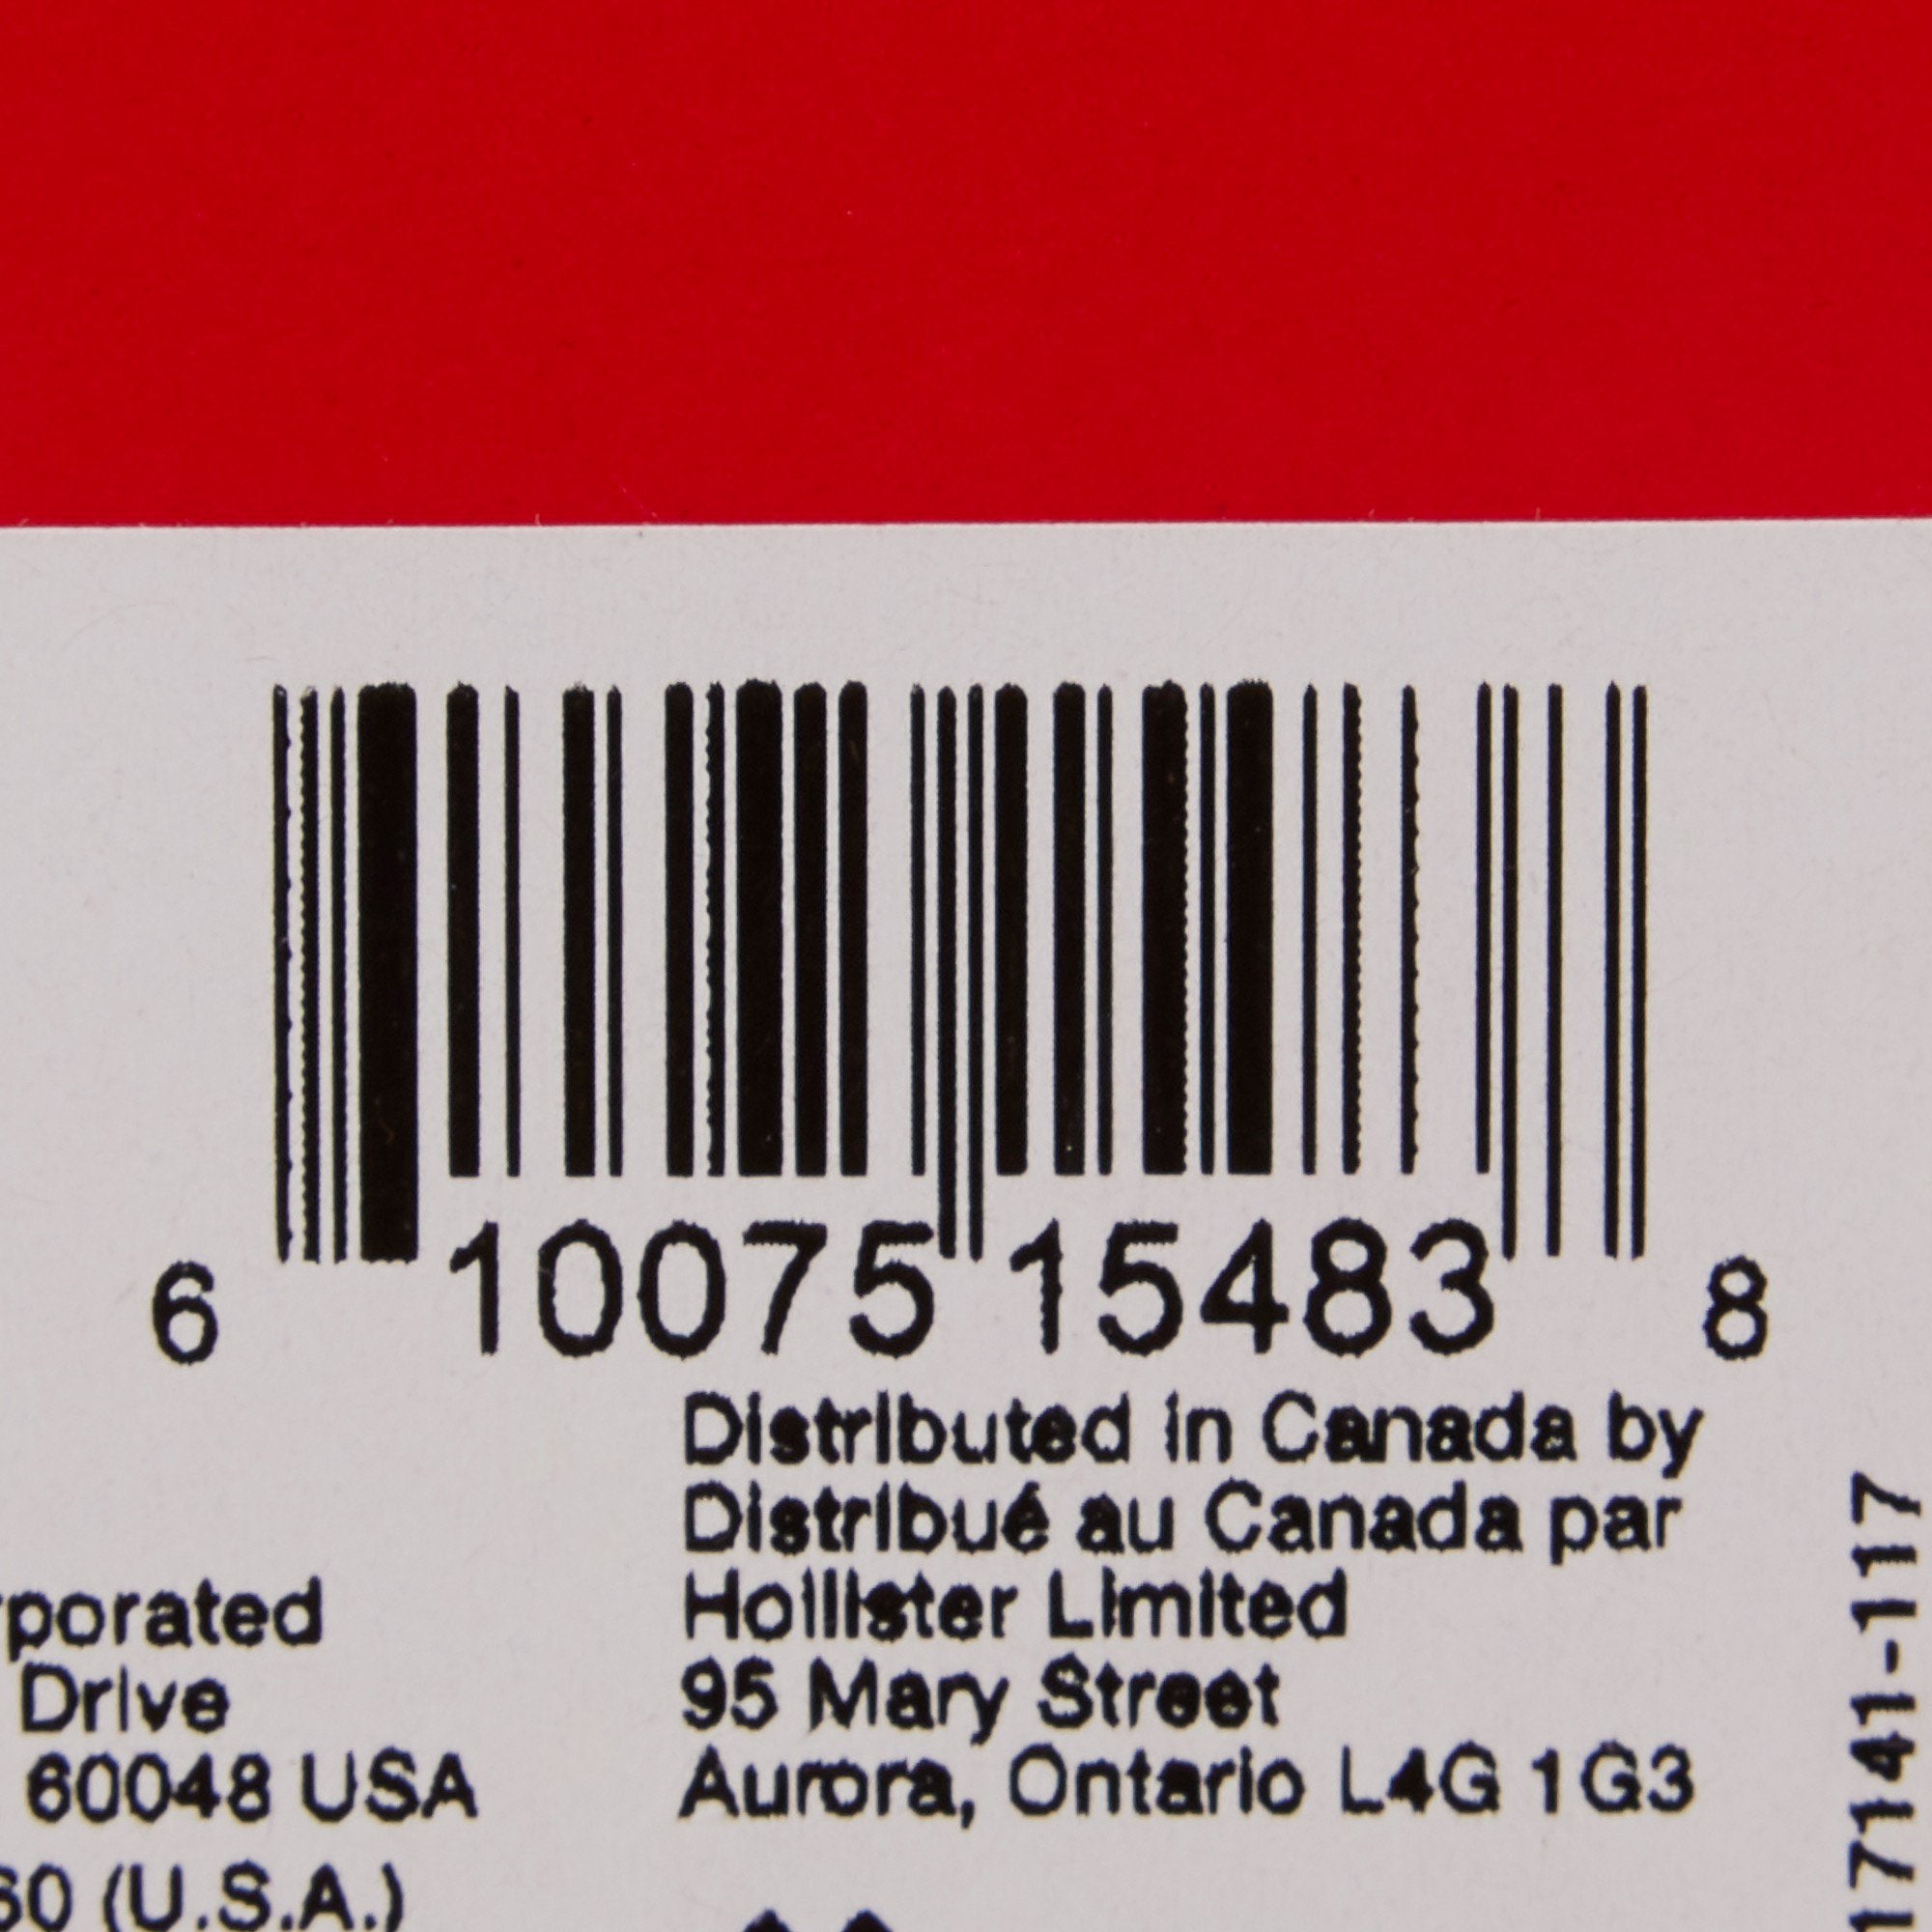 6 10075 15483 8
Distributed in Canada by
Distribué au Canada par
Hollister Limited
95 Mary Street
Aurora, Ontario L4G 1G3
Drive
60048 USA
(U.S.A.)
17141-117